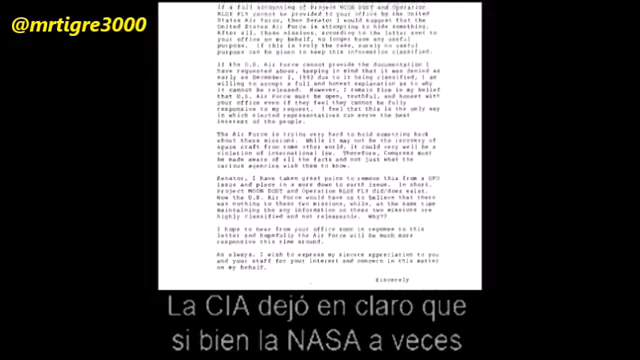 @mrtigre3000
If a full accounting of Project MOON DUST and Operation
BLUE FLY cannot be provided to your office by the United
States Air Force, then Senator I would suggest that the
United States Air Force is attempting to hide something.
After all, these missions, according to the letter sent to
your office on my behalf, no longer have any useful
purpose. If this is truly the case, surely no useful
purpose can be given to keep this information classified.
If the U.S. Air Force cannot provide the documentation I
have requested above, keeping in mind that it was denied as
early as December 2, 1992 due to it being classified, I am
willing to accept a full and honest explanation as to why
it cannot be released. However, I remain firm in my belief
that U.S. Air Force must be open, truthful, and honest with
your office even if they feel they cannot be fully
responsive to my request. I feel that this is the only way
in which elected representatives can serve the best
interest of the people.
The Air Force is trying very hard to hold something back
about these missions. While it may not be the recovery of
space craft from some other world, it could very well be a
violation of international law. Therefore, Congress must
be made aware of all the facts and not just what the
various agencies wish them to know.
Senator, I have taken great pains to remove this from a UFO
issue and place in a more down to earth issue. In short,
Project MOON DUST and Operation BLUE FLY did/does exist.
Now the U.S. Air Force would have us to believe that there
was nothing to these two missions, while, at the same time
maintaining the any information on these two missions are
highly classified and not releasable. Why??
I hope to hear from your office soon in reponse to this
letter and hopefully the Air Force will be much more
responsive this time around.
As always, I wish to express my sincere appreciation to you
and your staff for your interest and concern in this matter
on my behalf.
Sincerely
La CIA dejó en claro que
si bien la NASA a veces